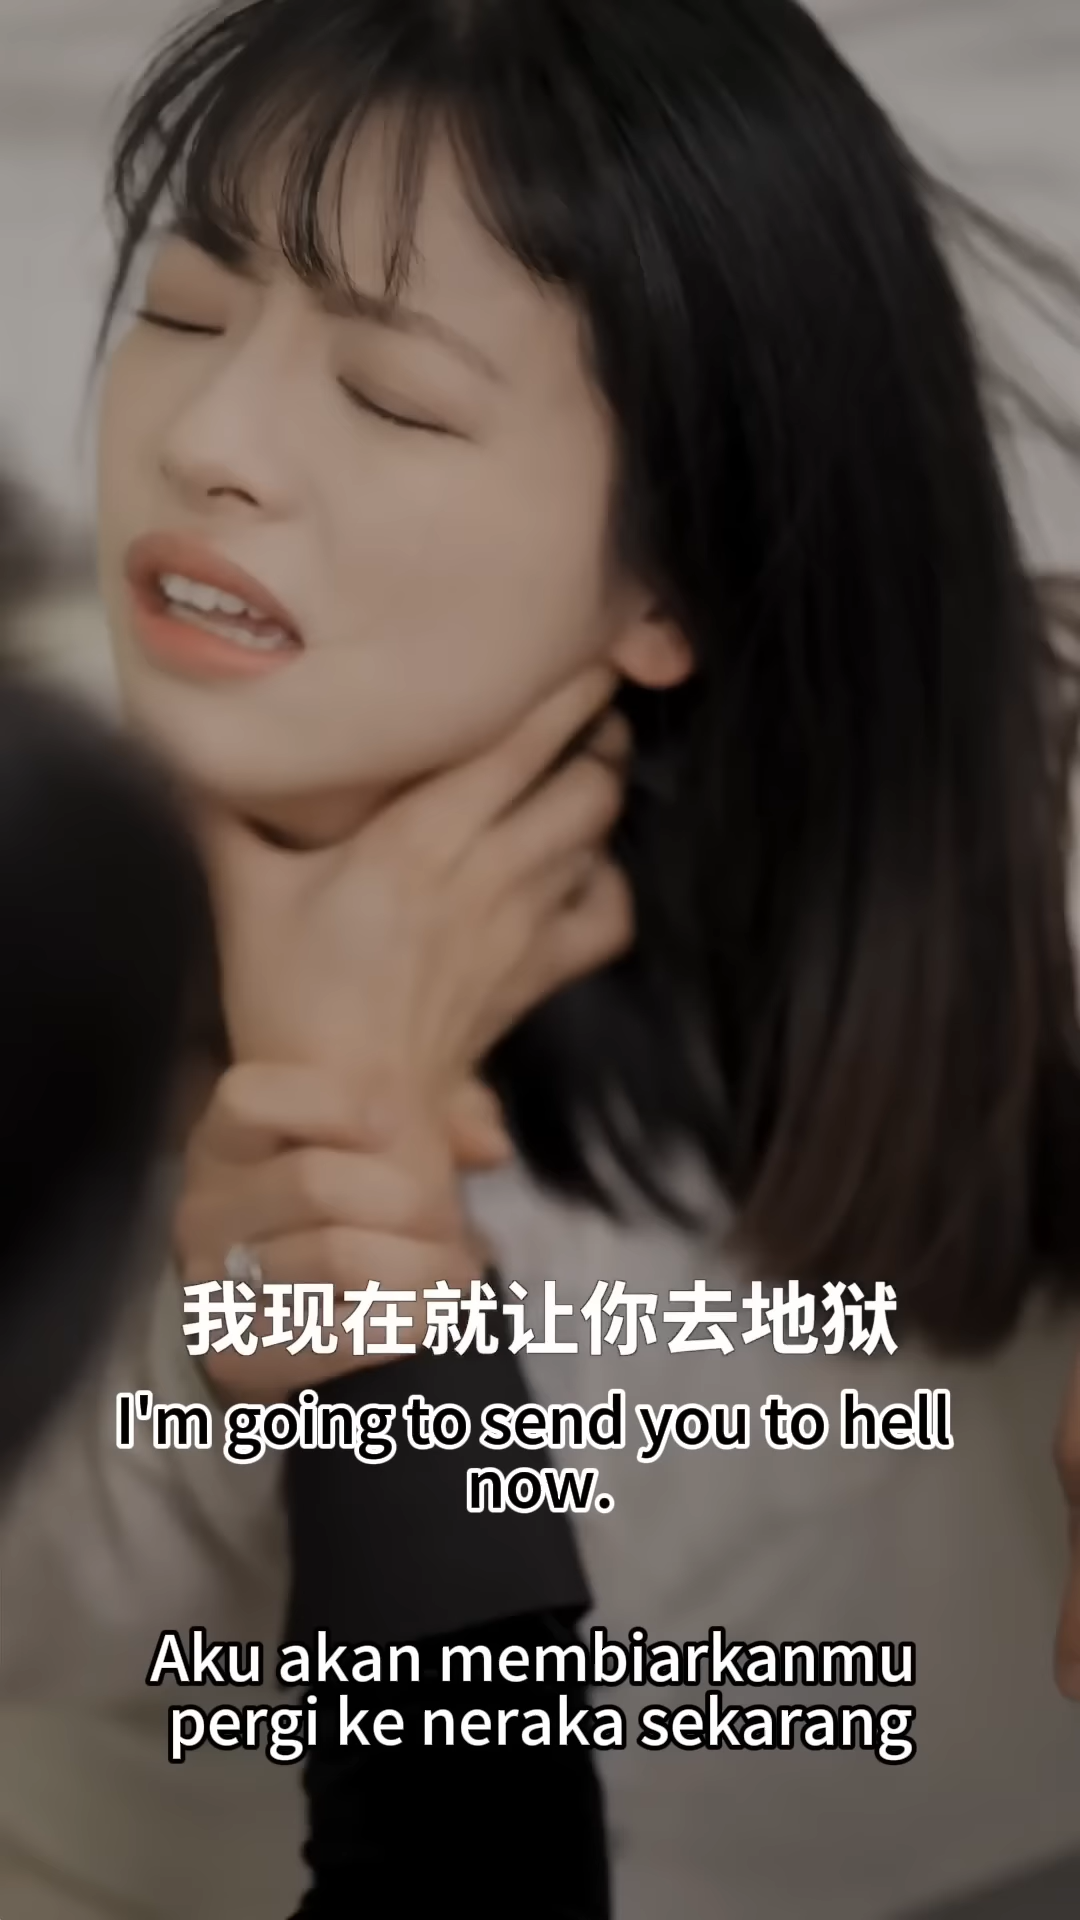 我现在就让你去地狱
I'm going to send you to hell
now.
Aku akan membiarkanmu
pergi ke neraka sekarang